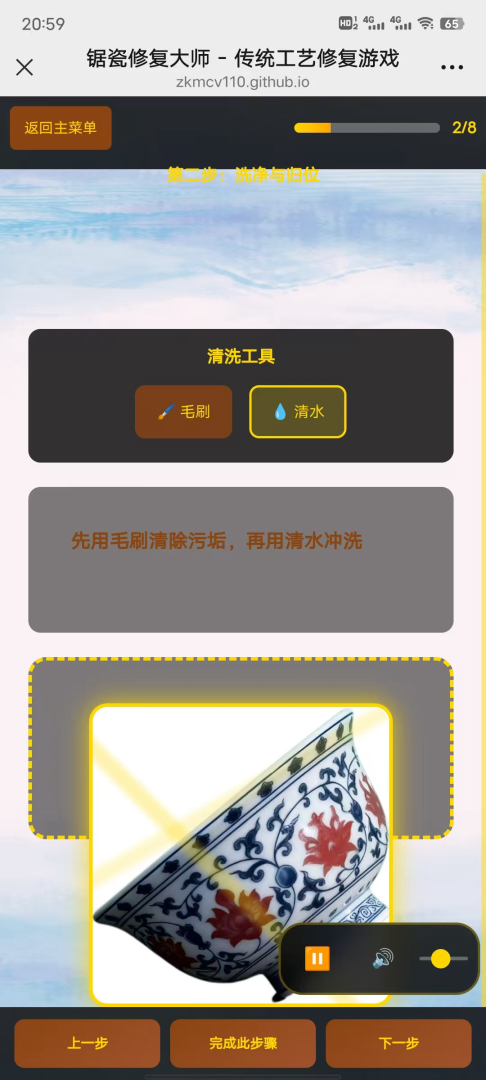 20:59
65
锯瓷修复大师 - 传统工艺修复游戏
zkmcv110.github.io
返回主菜单
2/8
第二步：洗净与归位
清洗工具
毛刷
清水
先用毛刷清除污垢，再用清水冲洗
上一步
完成此步骤
下一步